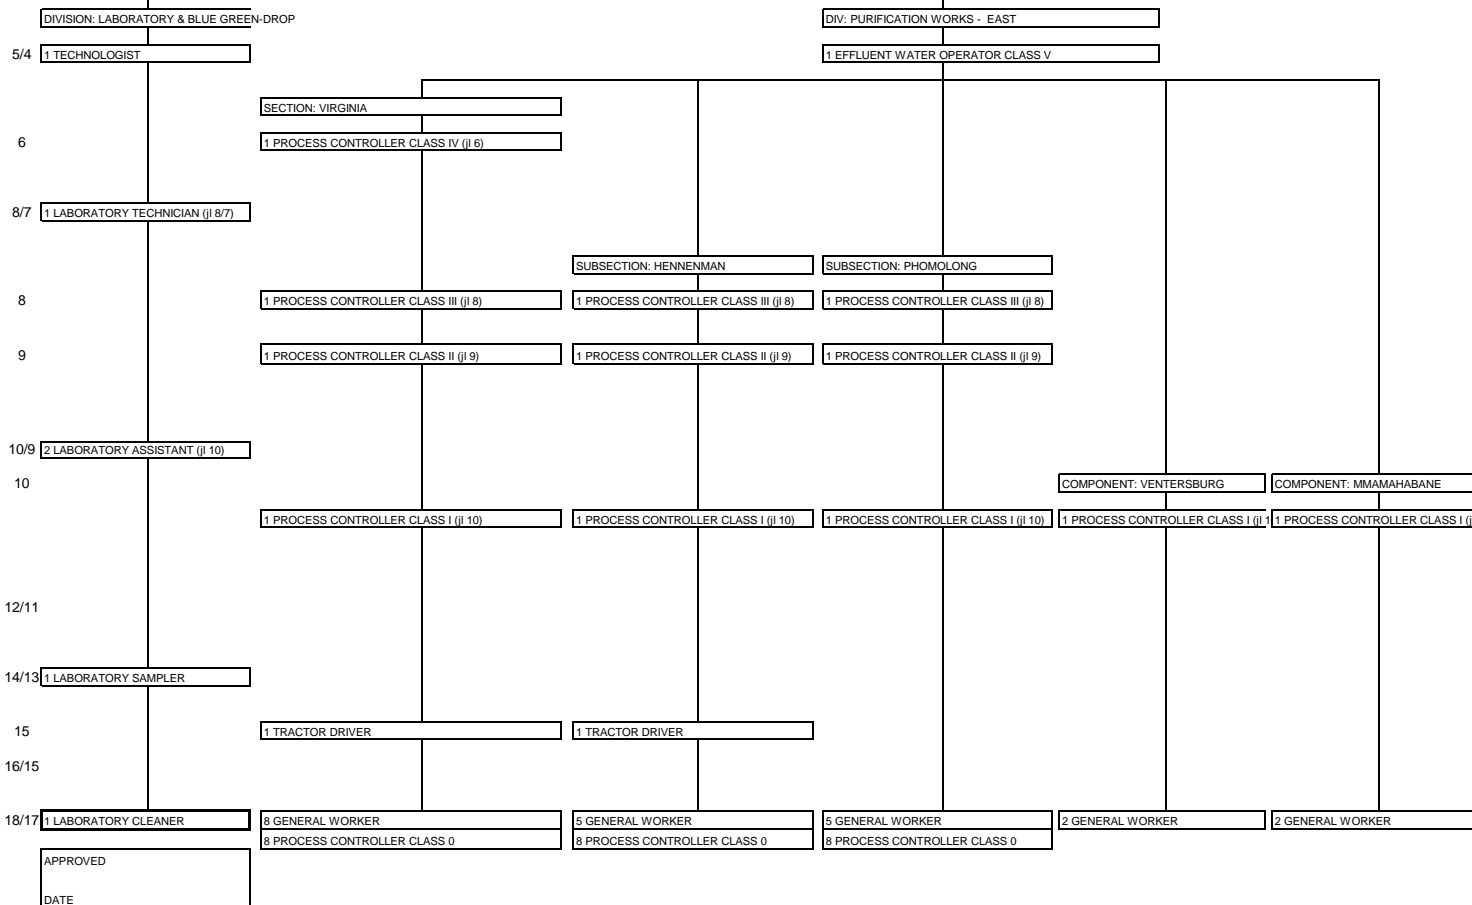 DIVISION: LABORATORY & BLUE GREEN-DROP
DIV: PURIFICATION WORKS - EAST
5/4
1 TECHNOLOGIST
1 EFFLUENT WATER OPERATOR CLASS V
SECTION: VIRGINIA
6
1 PROCESS CONTROLLER CLASS IV (jl 6)
8/7
1 LABORATORY TECHNICIAN (jl 8/7)
SUBSECTION: HENNENMAN
SUBSECTION: PHOMOLONG
8
1 PROCESS CONTROLLER CLASS III (jl 8)
1 PROCESS CONTROLLER CLASS III (jl 8)
1 PROCESS CONTROLLER CLASS III (jl 8)
9
1 PROCESS CONTROLLER CLASS II (jl 9)
1 PROCESS CONTROLLER CLASS II (jl 9)
1 PROCESS CONTROLLER CLASS II (jl 9)
10/9
2 LABORATORY ASSISTANT (jl 10)
10
COMPONENT: VENTERSBURG
COMPONENT: MMAMAHABANE
1 PROCESS CONTROLLER CLASS I (jl 10)
1 PROCESS CONTROLLER CLASS I (jl 10)
1 PROCESS CONTROLLER CLASS I (jl 10)
1 PROCESS CONTROLLER CLASS I (jl 1
1 PROCESS CONTROLLER CLASS I (j
12/11
14/13
1 LABORATORY SAMPLER
15
1 TRACTOR DRIVER
1 TRACTOR DRIVER
16/15
18/17
1 LABORATORY CLEANER
8 GENERAL WORKER
5 GENERAL WORKER
5 GENERAL WORKER
2 GENERAL WORKER
2 GENERAL WORKER
8 PROCESS CONTROLLER CLASS 0
8 PROCESS CONTROLLER CLASS 0
8 PROCESS CONTROLLER CLASS 0
APPROVED
DATE